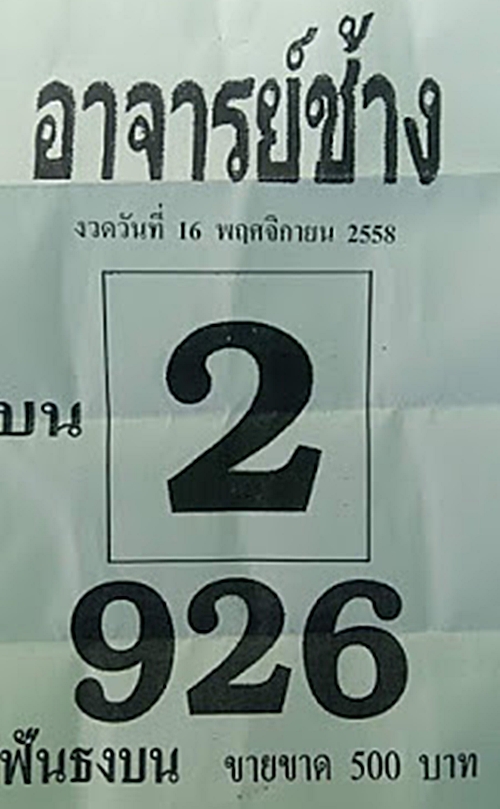 อาจารย์ช้าง
งวดวันที่ 16 พฤศจิกายน 2558
บน 2
926
ฟันธงบน ขายขาด 500 บาท